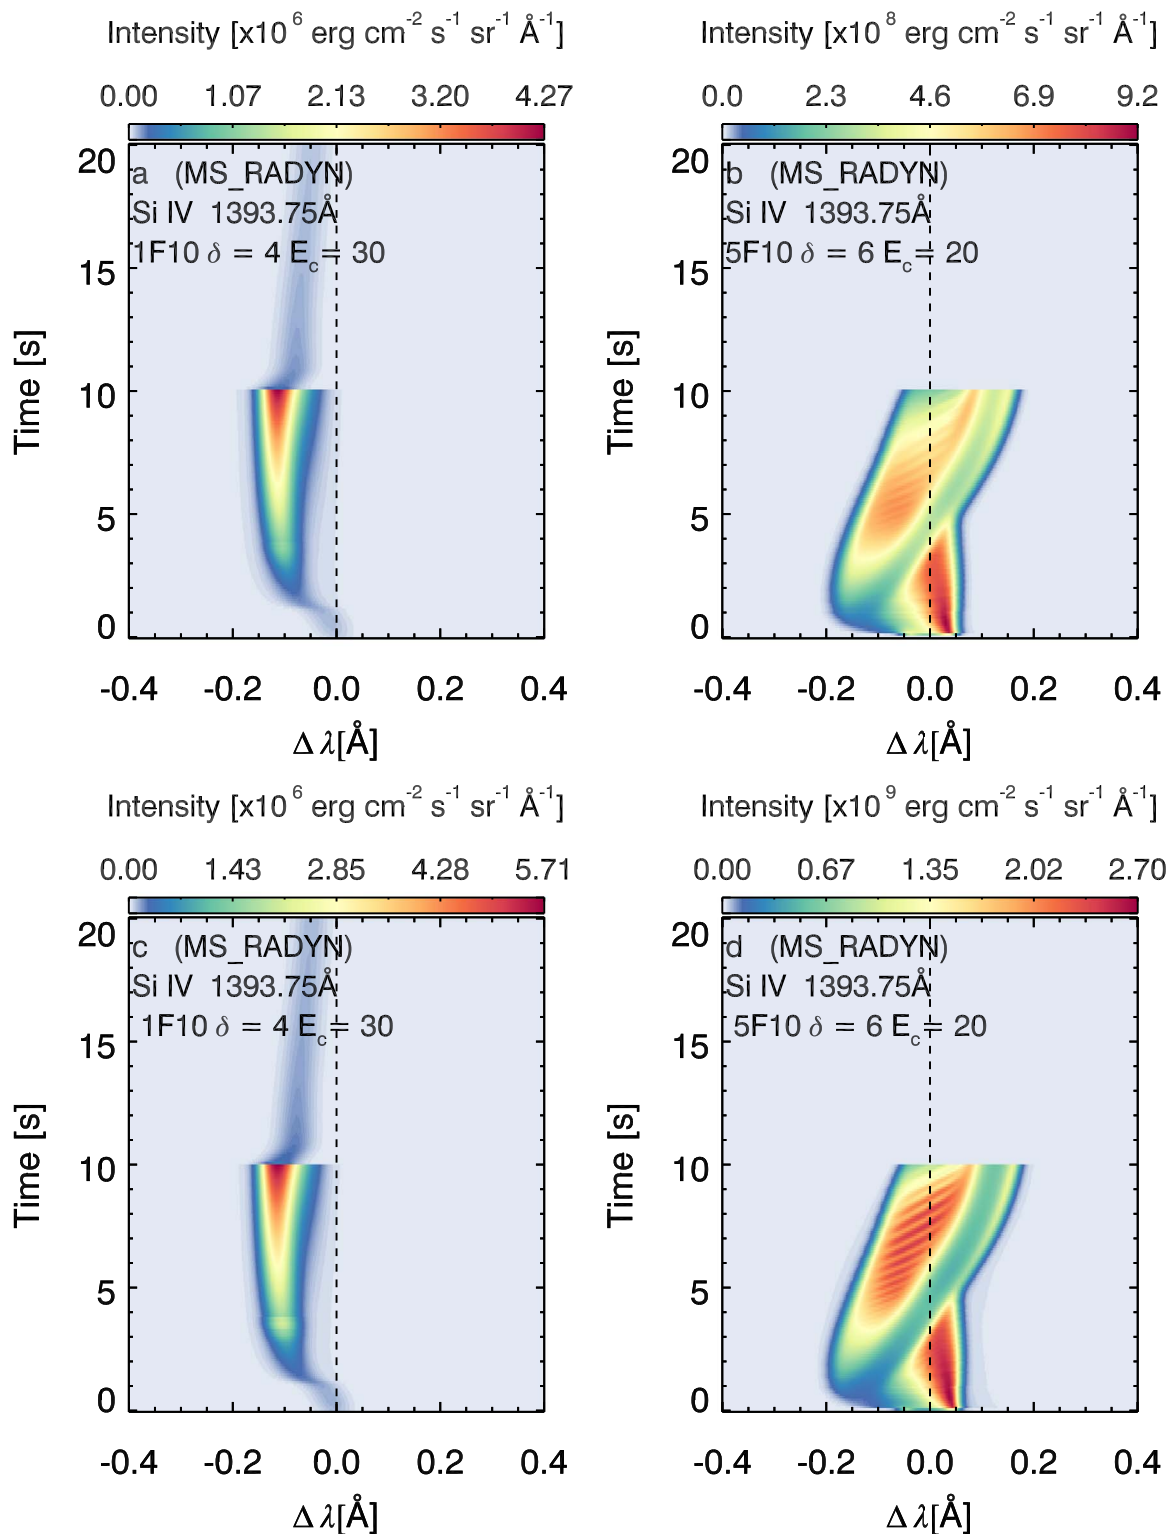 Intensity [x10⁶ erg cm⁻² s⁻¹ sr⁻¹ Å⁻¹]
0.00 1.07 2.13 3.20 4.27
a (MS_RADYN)
Si IV 1393.75Å
1F10 δ = 4 E_c = 30
20
15
10
5
0
Time [s]
-0.4 -0.2 0.0 0.2 0.4
Δ λ[Å]
Intensity [x10⁸ erg cm⁻² s⁻¹ sr⁻¹ Å⁻¹]
0.0 2.3 4.6 6.9 9.2
b (MS_RADYN)
Si IV 1393.75Å
5F10 δ = 6 E_c = 20
20
15
10
5
0
Time [s]
-0.4 -0.2 0.0 0.2 0.4
Δ λ[Å]
Intensity [x10⁶ erg cm⁻² s⁻¹ sr⁻¹ Å⁻¹]
0.00 1.43 2.85 4.28 5.71
c (MS_RADYN)
Si IV 1393.75Å
1F10 δ = 4 E_c = 30
20
15
10
5
0
Time [s]
-0.4 -0.2 0.0 0.2 0.4
Δ λ[Å]
Intensity [x10⁹ erg cm⁻² s⁻¹ sr⁻¹ Å⁻¹]
0.00 0.67 1.35 2.02 2.70
d (MS_RADYN)
Si IV 1393.75Å
5F10 δ = 6 E_c = 20
20
15
10
5
0
Time [s]
-0.4 -0.2 0.0 0.2 0.4
Δ λ[Å]